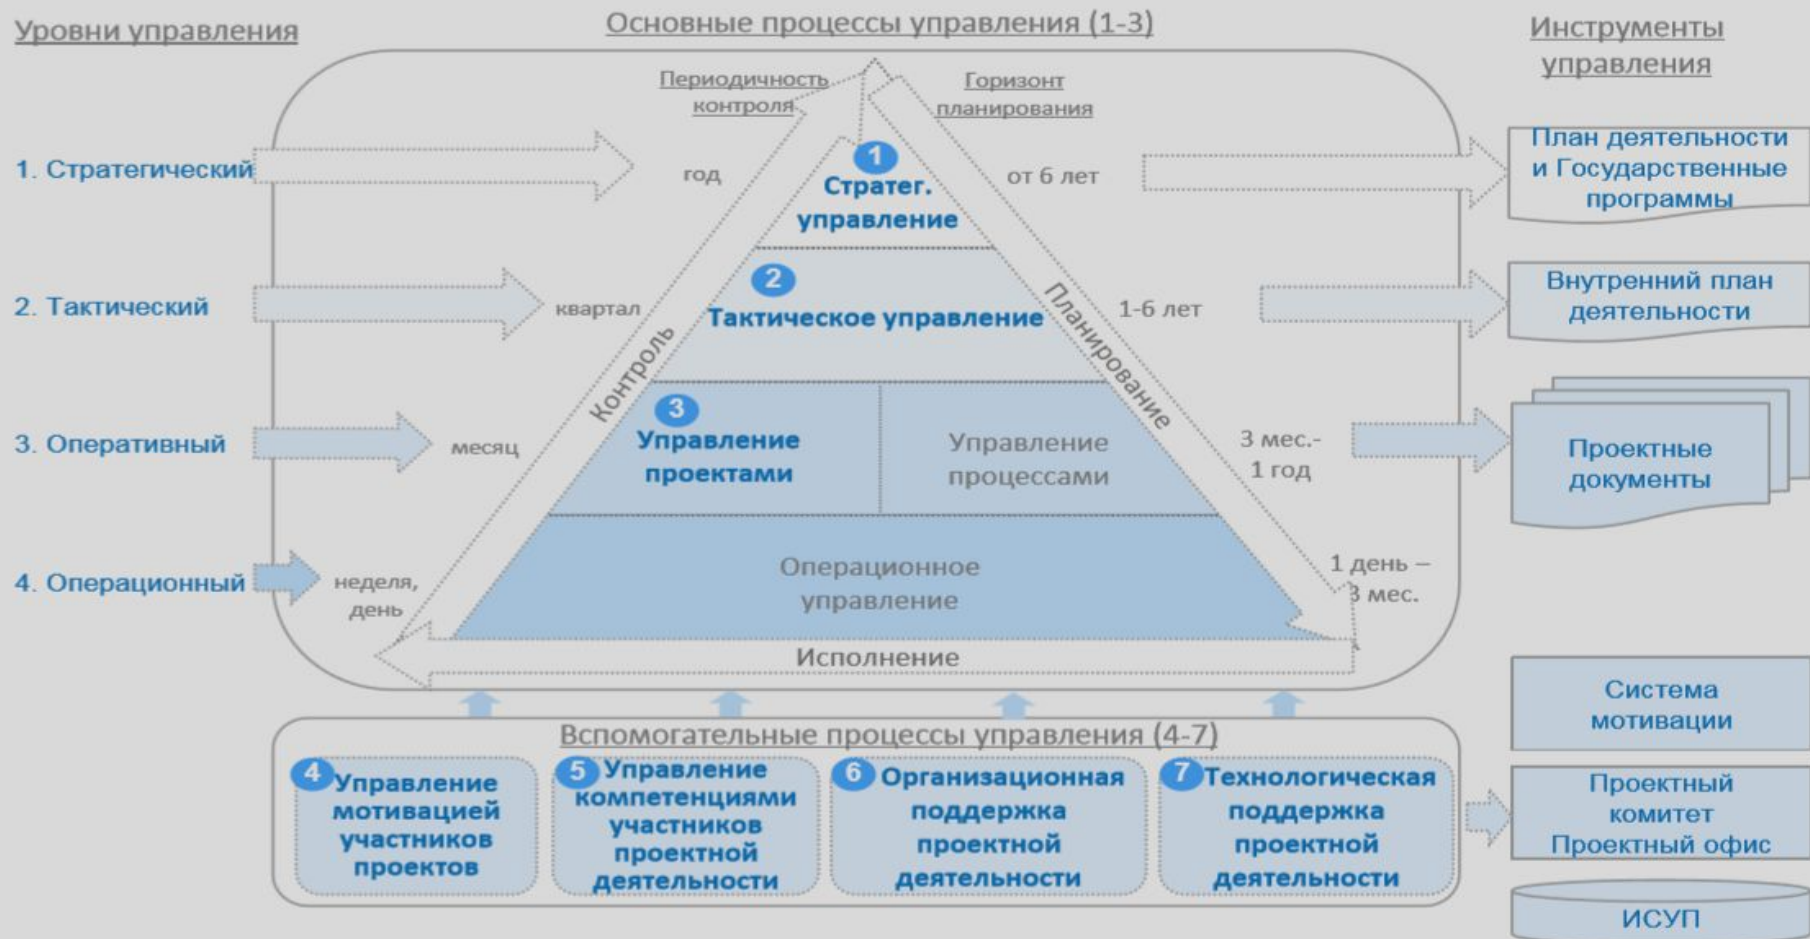 Уровни управления
Основные процессы управления (1-3)
Инструменты
управления
Периодичность
контроля
Горизонт
планирования
1. Стратегический
год
1
Стратег.
управление
от 6 лет
План деятельности
и Государственные
программы
2. Тактический
квартал
2
Тактическое управление
1-6 лет
Внутренний план
деятельности
Контроль
Планирование
3. Оперативный
месяц
3
Управление
проектами
Управление
процессами
3 мес.-
1 год
Проектные
документы
4. Операционный
неделя,
день
Операционное
управление
1 день –
3 мес.
Исполнение
Вспомогательные процессы управления (4-7)
4
Управление
мотивацией
участников
проектов
5
Управление
компетенциями
участников
проектной
деятельности
6
Организационная
поддержка
проектной
деятельности
7
Технологическая
поддержка
проектной
деятельности
Система
мотивации
Проектный
комитет
Проектный офис
ИСУП